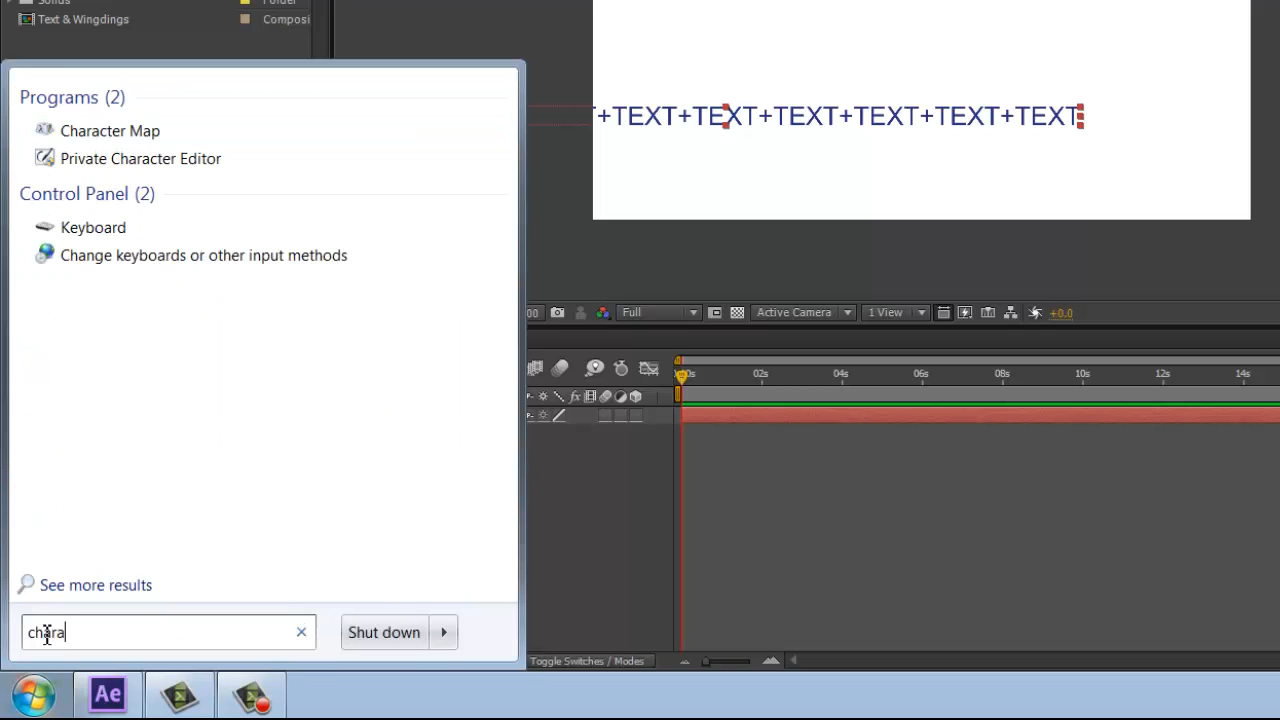 Folder
Text & Wingdings
Composi
Programs (2)
Character Map
Private Character Editor
Control Panel (2)
Keyboard
Change keyboards or other input methods
See more results
chara
Shut down
+TEXT+TEXT+TEXT+TEXT+TEXT+TEXT
00
Full
Active Camera
1 View
+0.0
02s
04s
06s
08s
10s
12s
14s
fx
Toggle Switches / Modes
Ae